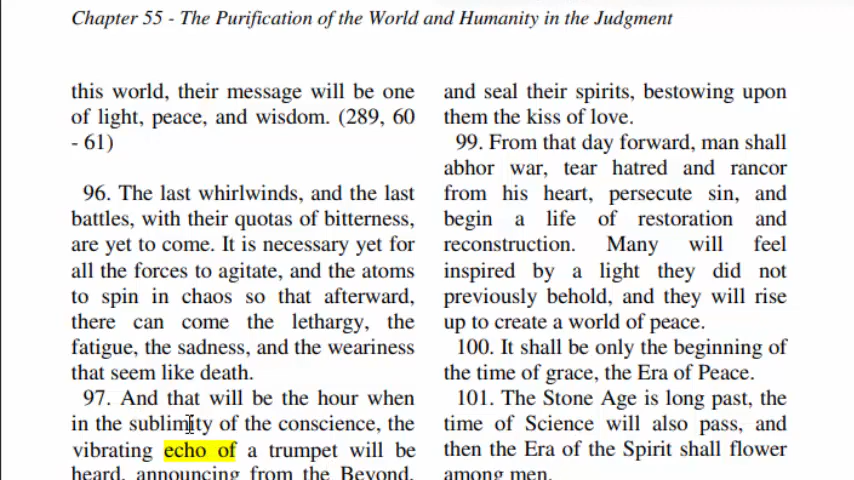 Chapter 55 - The Purification of the World and Humanity in the Judgment
this world, their message will be one
of light, peace, and wisdom. (289, 60
- 61)
96. The last whirlwinds, and the last
battles, with their quotas of bitterness,
are yet to come. It is necessary yet for
all the forces to agitate, and the atoms
to spin in chaos so that afterward,
there can come the lethargy, the
fatigue, the sadness, and the weariness
that seem like death.
97. And that will be the hour when
in the sublimity of the conscience, the
vibrating echo of a trumpet will be
heard, announcing from the Beyond,
and seal their spirits, bestowing upon
them the kiss of love.
99. From that day forward, man shall
abhor war, tear hatred and rancor
from his heart, persecute sin, and
begin a life of restoration and
reconstruction. Many will feel
inspired by a light they did not
previously behold, and they will rise
up to create a world of peace.
100. It shall be only the beginning of
the time of grace, the Era of Peace.
101. The Stone Age is long past, the
time of Science will also pass, and
then the Era of the Spirit shall flower
among men.